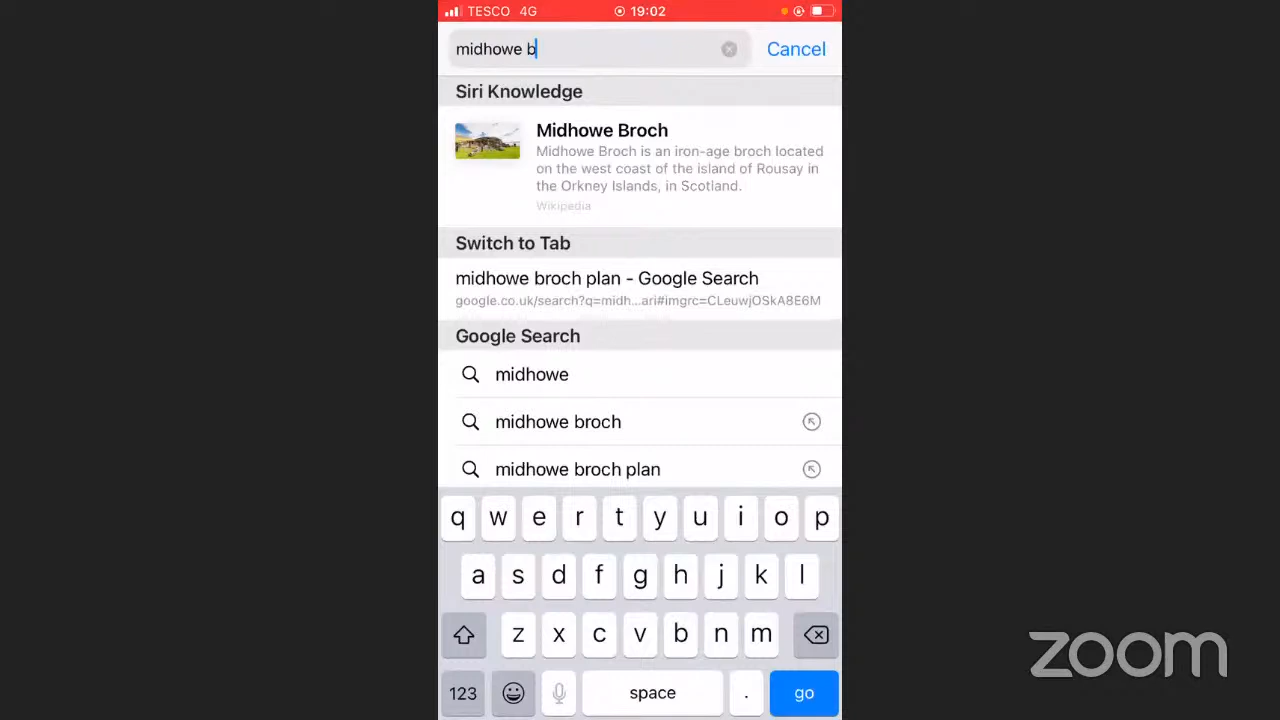 TESCO 4G 19:02
midhowe b Cancel
Siri Knowledge
Midhowe Broch
Midhowe Broch is an iron-age broch located
on the west coast of the island of Rousay in
the Orkney Islands, in Scotland.
Wikipedia
Switch to Tab
midhowe broch plan - Google Search
google.co.uk/search?q=midh...ari#imgrc=CLeuwjOSkA8E6M
Google Search
midhowe
midhowe broch
midhowe broch plan
q w e r t y u i o p
a s d f g h j k l
z x c v b n m
123 space . go
zoom